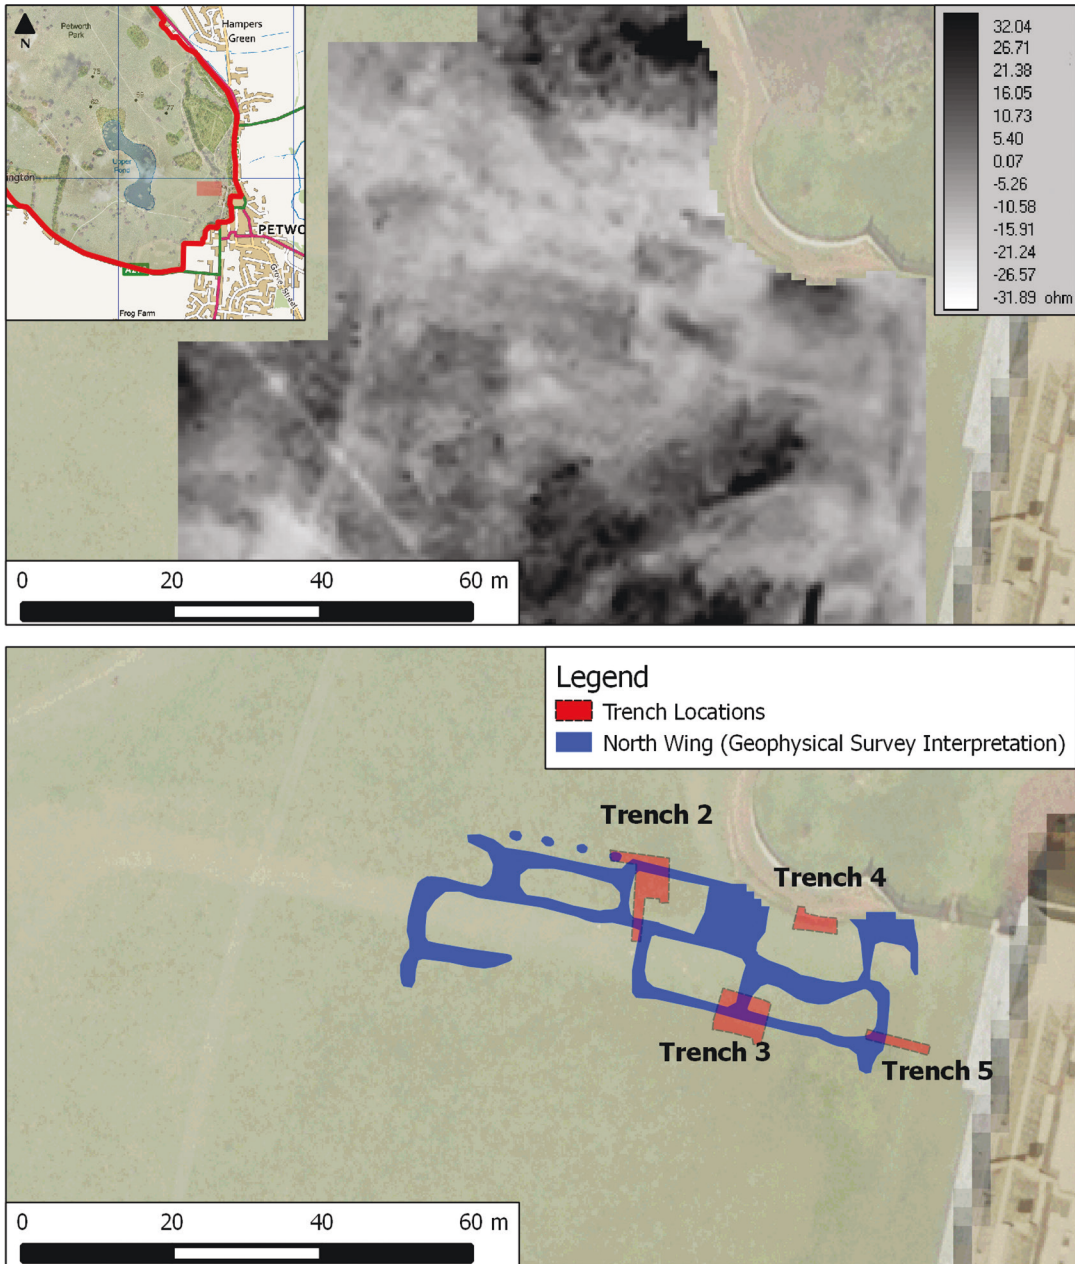 N
Petworth
Park
Hampers
Green
Upper
Pond
PETWO
Frog Farm
32.04
26.71
21.38
16.05
10.73
5.40
0.07
-5.26
-10.58
-15.91
-21.24
-26.57
-31.89 ohm
0 20 40 60 m
Legend
Trench Locations
North Wing (Geophysical Survey Interpretation)
Trench 2
Trench 4
Trench 3
Trench 5
0 20 40 60 m